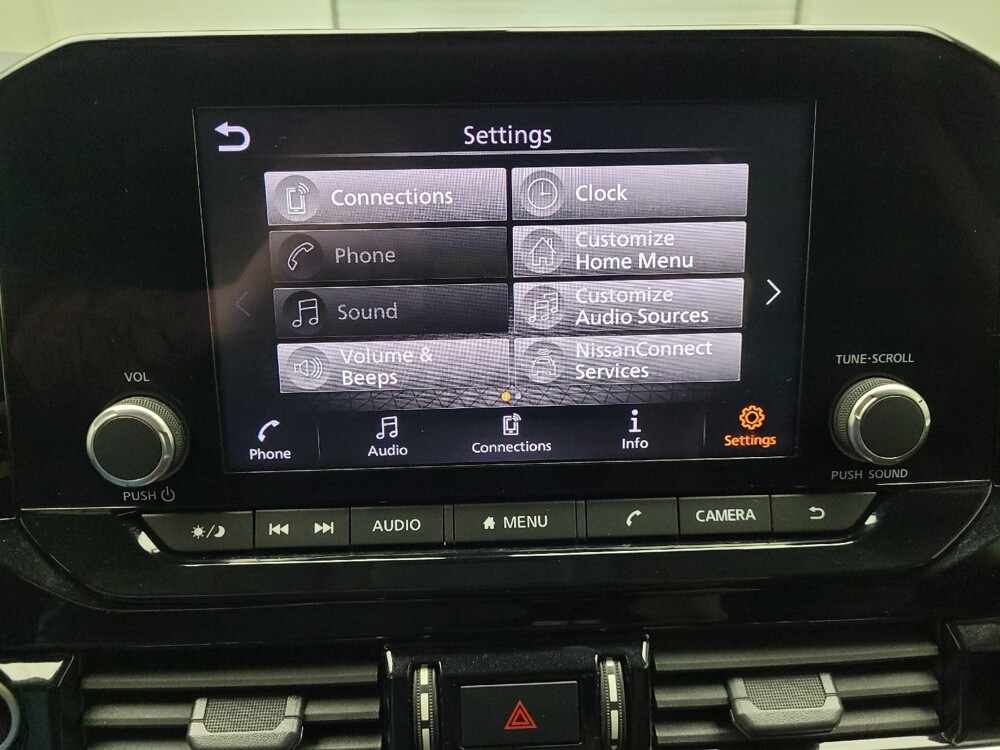 Settings
Connections
Clock
Phone
Customize
Home Menu
Sound
Customize
Audio Sources
Volume &
Beeps
NissanConnect
Services
Phone
Audio
Connections
Info
Settings
VOL
PUSH
TUNE·SCROLL
PUSH SOUND
AUDIO
MENU
CAMERA